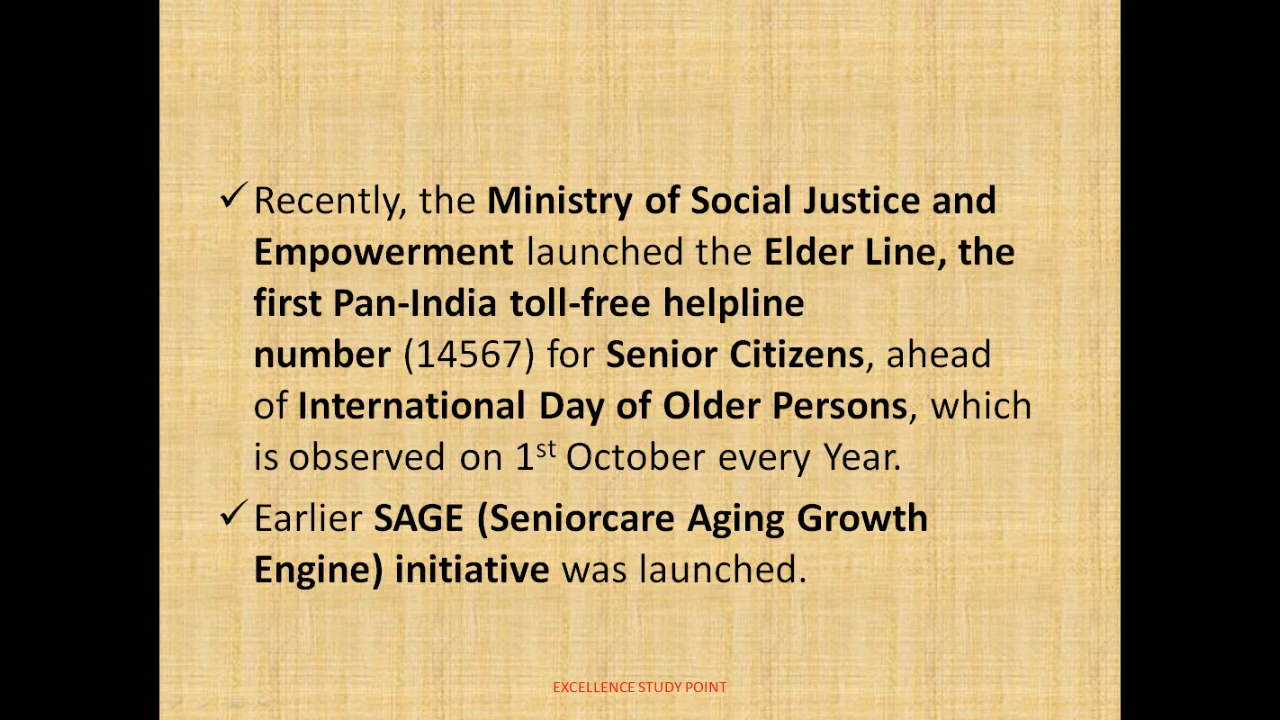 ✓Recently, the Ministry of Social Justice and
Empowerment launched the Elder Line, the
first Pan-India toll-free helpline
number (14567) for Senior Citizens, ahead
of International Day of Older Persons, which
is observed on 1st October every Year.
✓Earlier SAGE (Seniorcare Aging Growth
Engine) initiative was launched.
EXCELLENCE STUDY POINT